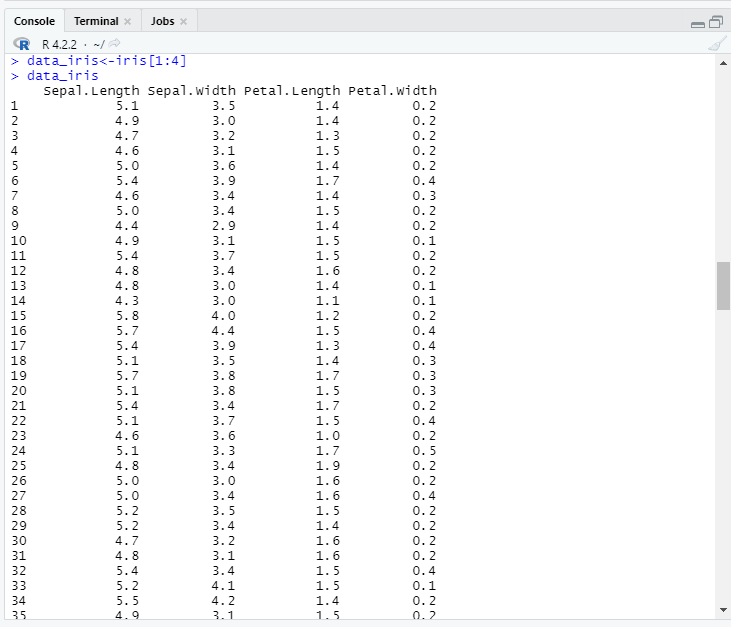 Console Terminal Jobs
R R 4.2.2 · ~/
> data_iris<-iris[1:4]
> data_iris
Sepal.Length Sepal.Width Petal.Length Petal.Width
1 5.1 3.5 1.4 0.2
2 4.9 3.0 1.4 0.2
3 4.7 3.2 1.3 0.2
4 4.6 3.1 1.5 0.2
5 5.0 3.6 1.4 0.2
6 5.4 3.9 1.7 0.4
7 4.6 3.4 1.4 0.3
8 5.0 3.4 1.5 0.2
9 4.4 2.9 1.4 0.2
10 4.9 3.1 1.5 0.1
11 5.4 3.7 1.5 0.2
12 4.8 3.4 1.6 0.2
13 4.8 3.0 1.4 0.1
14 4.3 3.0 1.1 0.1
15 5.8 4.0 1.2 0.2
16 5.7 4.4 1.5 0.4
17 5.4 3.9 1.3 0.4
18 5.1 3.5 1.4 0.3
19 5.7 3.8 1.7 0.3
20 5.1 3.8 1.5 0.3
21 5.4 3.4 1.7 0.2
22 5.1 3.7 1.5 0.4
23 4.6 3.6 1.0 0.2
24 5.1 3.3 1.7 0.5
25 4.8 3.4 1.9 0.2
26 5.0 3.0 1.6 0.2
27 5.0 3.4 1.6 0.4
28 5.2 3.5 1.5 0.2
29 5.2 3.4 1.4 0.2
30 4.7 3.2 1.6 0.2
31 4.8 3.1 1.6 0.2
32 5.4 3.4 1.5 0.4
33 5.2 4.1 1.5 0.1
34 5.5 4.2 1.4 0.2
35 4.9 3.1 1.5 0.2